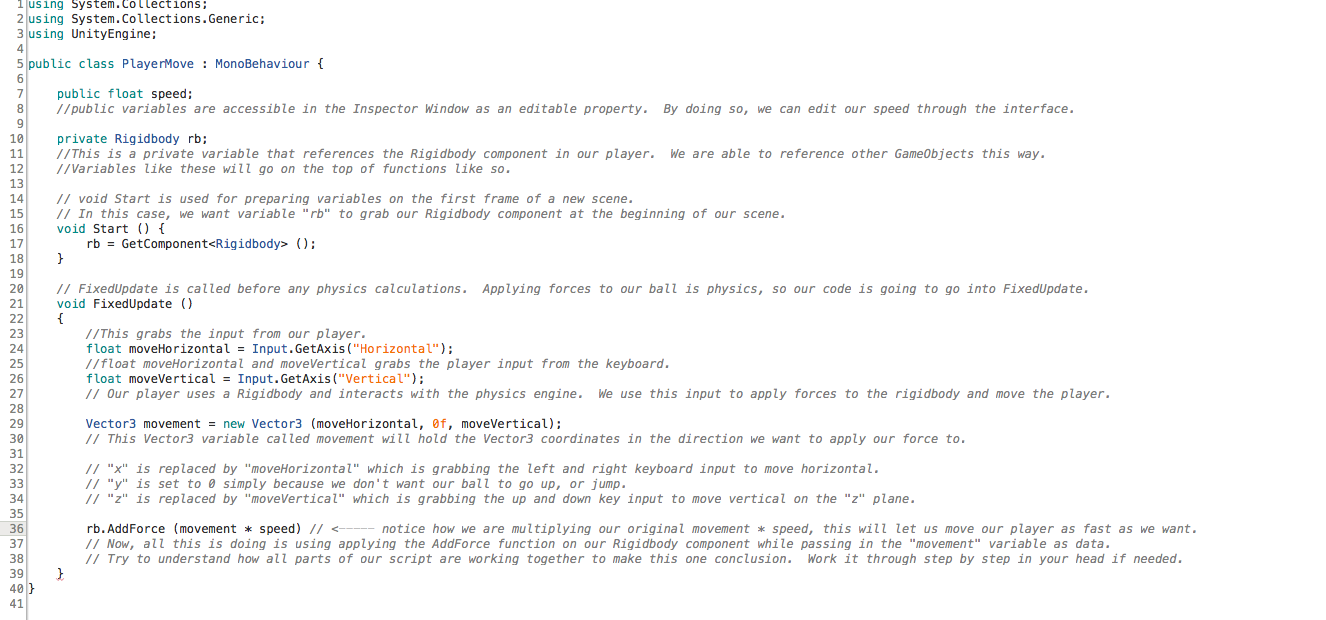 1 using System.Collections;
2 using System.Collections.Generic;
3 using UnityEngine;
4
5 public class PlayerMove : MonoBehaviour {
6
7     public float speed;
8     //public variables are accessible in the Inspector Window as an editable property.  By doing so, we can edit our speed through the interface.
9
10     private Rigidbody rb;
11     //This is a private variable that references the Rigidbody component in our player.  We are able to reference other GameObjects this way.
12     //Variables like these will go on the top of functions like so.
13
14     // void Start is used for preparing variables on the first frame of a new scene.
15     // In this case, we want variable "rb" to grab our Rigidbody component at the beginning of our scene.
16     void Start () {
17         rb = GetComponent<Rigidbody> ();
18     }
19
20     // FixedUpdate is called before any physics calculations.  Applying forces to our ball is physics, so our code is going to go into FixedUpdate.
21     void FixedUpdate ()
22     {
23         //This grabs the input from our player.
24         float moveHorizontal = Input.GetAxis("Horizontal");
25         //float moveHorizontal and moveVertical grabs the player input from the keyboard.
26         float moveVertical = Input.GetAxis("Vertical");
27         // Our player uses a Rigidbody and interacts with the physics engine.  We use this input to apply forces to the rigidbody and move the player.
28
29         Vector3 movement = new Vector3 (moveHorizontal, 0f, moveVertical);
30         // This Vector3 variable called movement will hold the Vector3 coordinates in the direction we want to apply our force to.
31
32         // "x" is replaced by "moveHorizontal" which is grabbing the left and right keyboard input to move horizontal.
33         // "y" is set to 0 simply because we don't want our ball to go up, or jump.
34         // "z" is replaced by "moveVertical" which is grabbing the up and down key input to move vertical on the "z" plane.
35
36         rb.AddForce (movement * speed) // <----- notice how we are multiplying our original movement * speed, this will let us move our player as fast as we want.
37         // Now, all this is doing is using applying the AddForce function on our Rigidbody component while passing in the "movement" variable as data.
38         // Try to understand how all parts of our script are working together to make this one conclusion.  Work it through step by step in your head if needed.
39     }
40 }
41